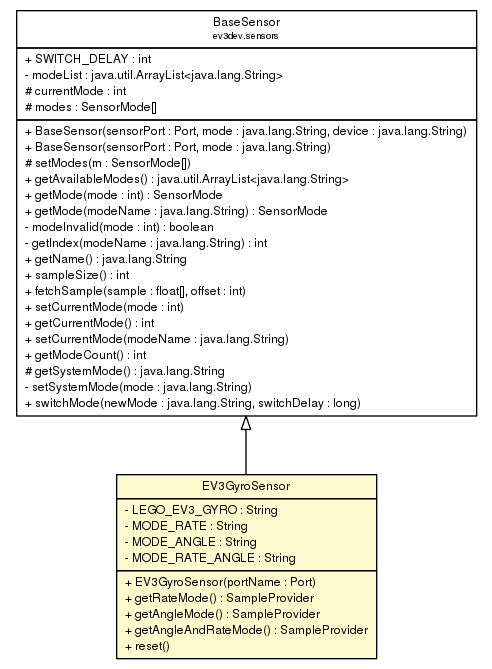 BaseSensor
ev3dev.sensors
+ SWITCH_DELAY : int
- modeList : java.util.ArrayList<java.lang.String>
# currentMode : int
# modes : SensorMode[]
+ BaseSensor(sensorPort : Port, mode : java.lang.String, device : java.lang.String)
+ BaseSensor(sensorPort : Port, mode : java.lang.String)
# setModes(m : SensorMode[])
+ getAvailableModes() : java.util.ArrayList<java.lang.String>
+ getMode(mode : int) : SensorMode
+ getMode(modeName : java.lang.String) : SensorMode
- modeInvalid(mode : int) : boolean
- getIndex(modeName : java.lang.String) : int
+ getName() : java.lang.String
+ sampleSize() : int
+ fetchSample(sample : float[], offset : int)
+ setCurrentMode(mode : int)
+ getCurrentMode() : int
+ setCurrentMode(modeName : java.lang.String)
+ getModeCount() : int
# getSystemMode() : java.lang.String
- setSystemMode(mode : java.lang.String)
+ switchMode(newMode : java.lang.String, switchDelay : long)
EV3GyroSensor
- LEGO_EV3_GYRO : String
- MODE_RATE : String
- MODE_ANGLE : String
- MODE_RATE_ANGLE : String
+ EV3GyroSensor(portName : Port)
+ getRateMode() : SampleProvider
+ getAngleMode() : SampleProvider
+ getAngleAndRateMode() : SampleProvider
+ reset()